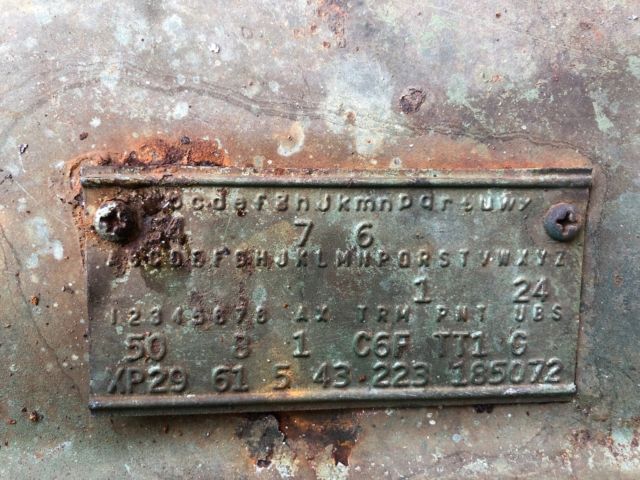 bcdefghJkmnpqrtuwx
7 6
ABCDEFGHJKLMNPQRSTVWXYZ
1 24
12345678 AX TRM PNT UBS
50 8 1 C6F TT1 G
XP29 61 5 43 223 185072